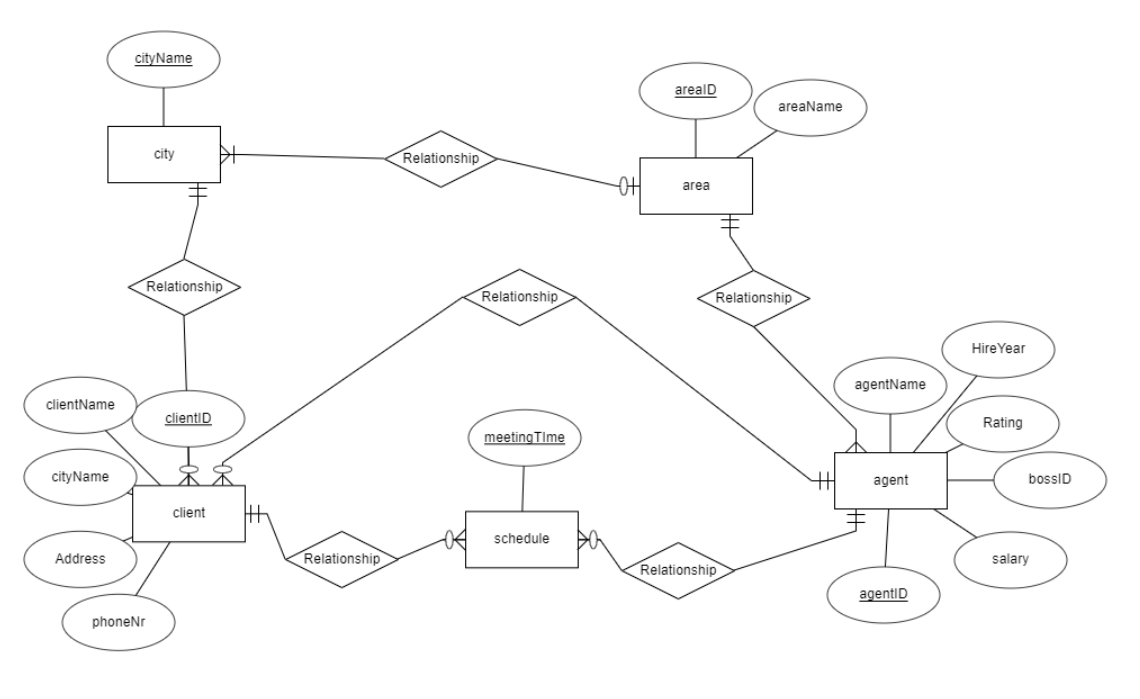 cityName
areaID
areaName
city
Relationship
area
Relationship
Relationship
Relationship
HireYear
agentName
clientName
clientID
Rating
meetingTIme
cityName
agent
bossID
client
schedule
Address
Relationship
Relationship
salary
agentID
phoneNr